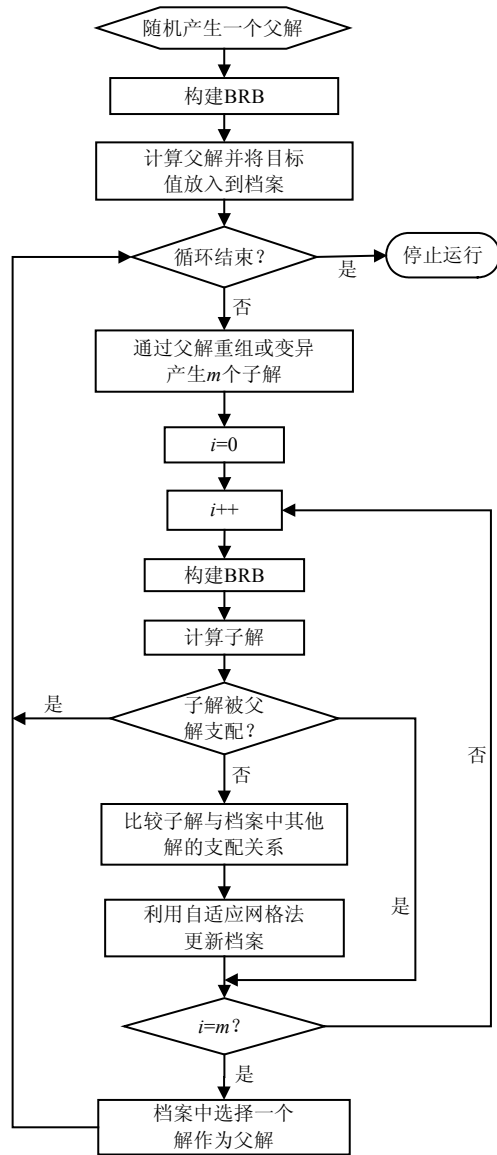 随机产生一个父解
构建BRB
计算父解并将目标
值放入到档案
循环结束？
是
停止运行
否
通过父解重组或变异
产生m个子解
i=0
i++
构建BRB
计算子解
是
子解被父
解支配？
否
否
比较子解与档案中其他
解的支配关系
是
利用自适应网格法
更新档案
i=m？
是
档案中选择一个
解作为父解